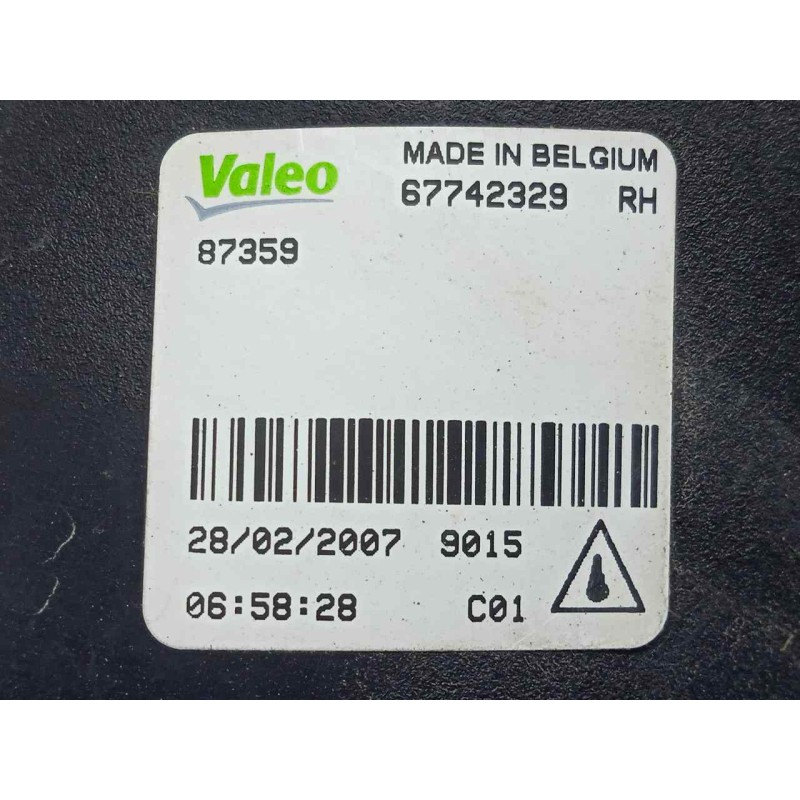 Valeo MADE IN BELGIUM
67742329 RH
87359
28/02/2007 9015
06:58:28 C01